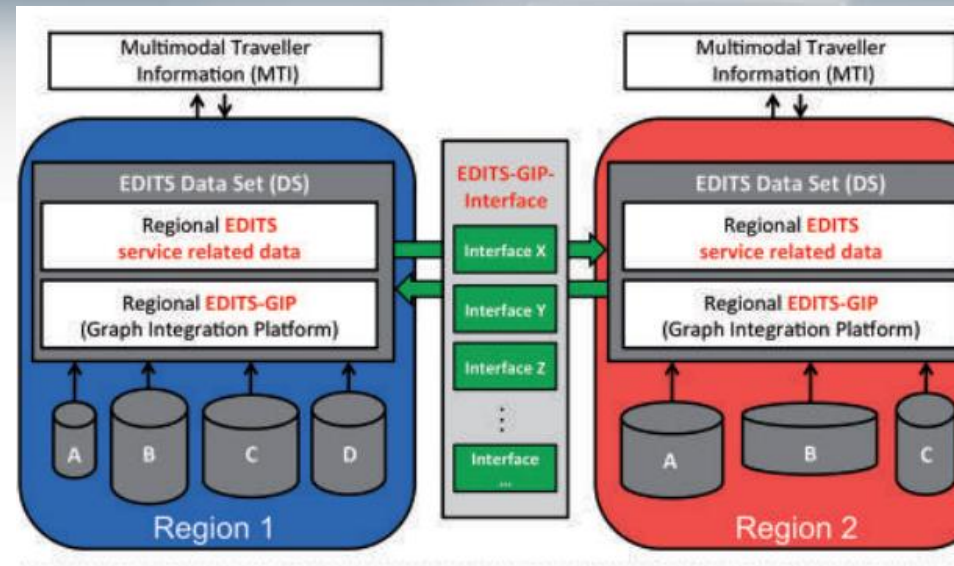 Multimodal Traveller
Information (MTI)
EDITS Data Set (DS)
Regional EDITS
service related data
Regional EDITS-GIP
(Graph Integration Platform)
A
B
C
D
Region 1
EDITS-GIP-
Interface
Interface X
Interface Y
Interface Z
⋮
Interface
...
Multimodal Traveller
Information (MTI)
EDITS Data Set (DS)
Regional EDITS
service related data
Regional EDITS-GIP
(Graph Integration Platform)
A
B
C
Region 2